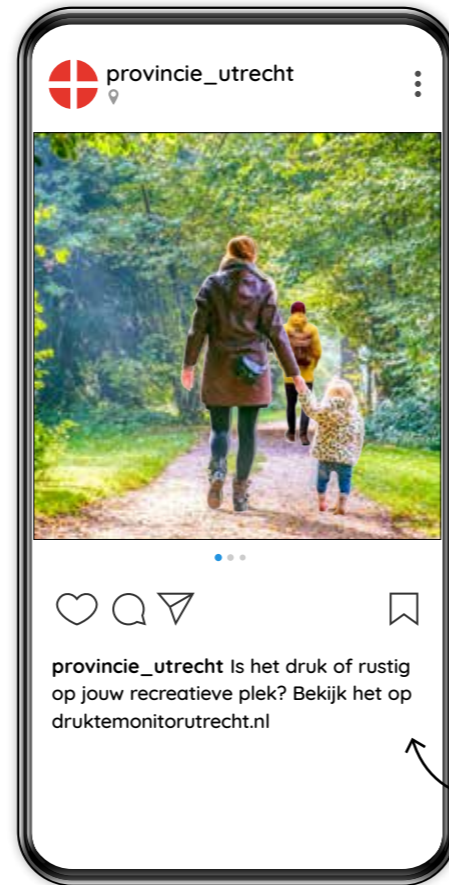 provincie_utrecht
provincie_utrecht Is het druk of rustig
op jouw recreatieve plek? Bekijk het op
druktemonitorutrecht.nl